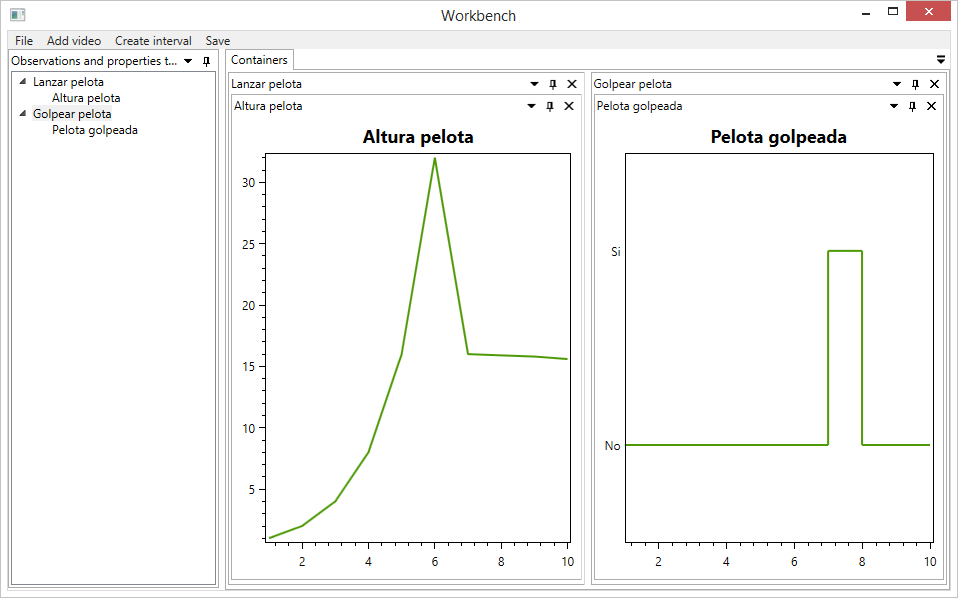 Workbench
File Add video Create interval Save
Observations and properties t...
Lanzar pelota
Altura pelota
Golpear pelota
Pelota golpeada
Containers
Lanzar pelota
Altura pelota
Altura pelota
30
25
20
15
10
5
2 4 6 8 10
Golpear pelota
Pelota golpeada
Pelota golpeada
Si
No
2 4 6 8 10